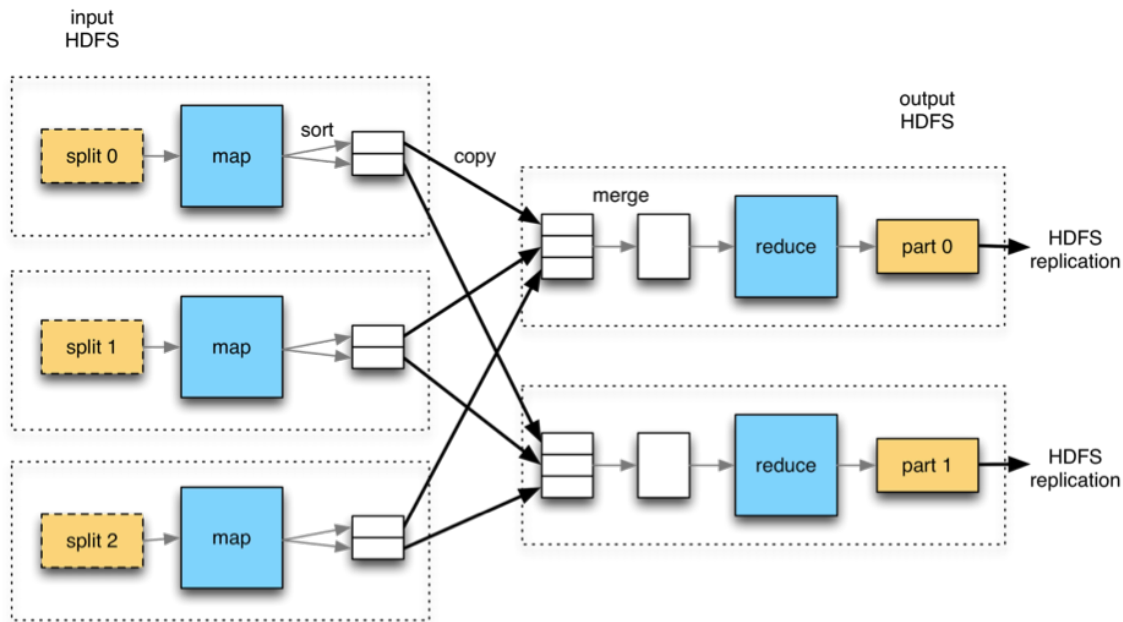 input
HDFS
split 0
map
sort
copy
split 1
map
split 2
map
output
HDFS
merge
reduce
part 0
HDFS
replication
reduce
part 1
HDFS
replication